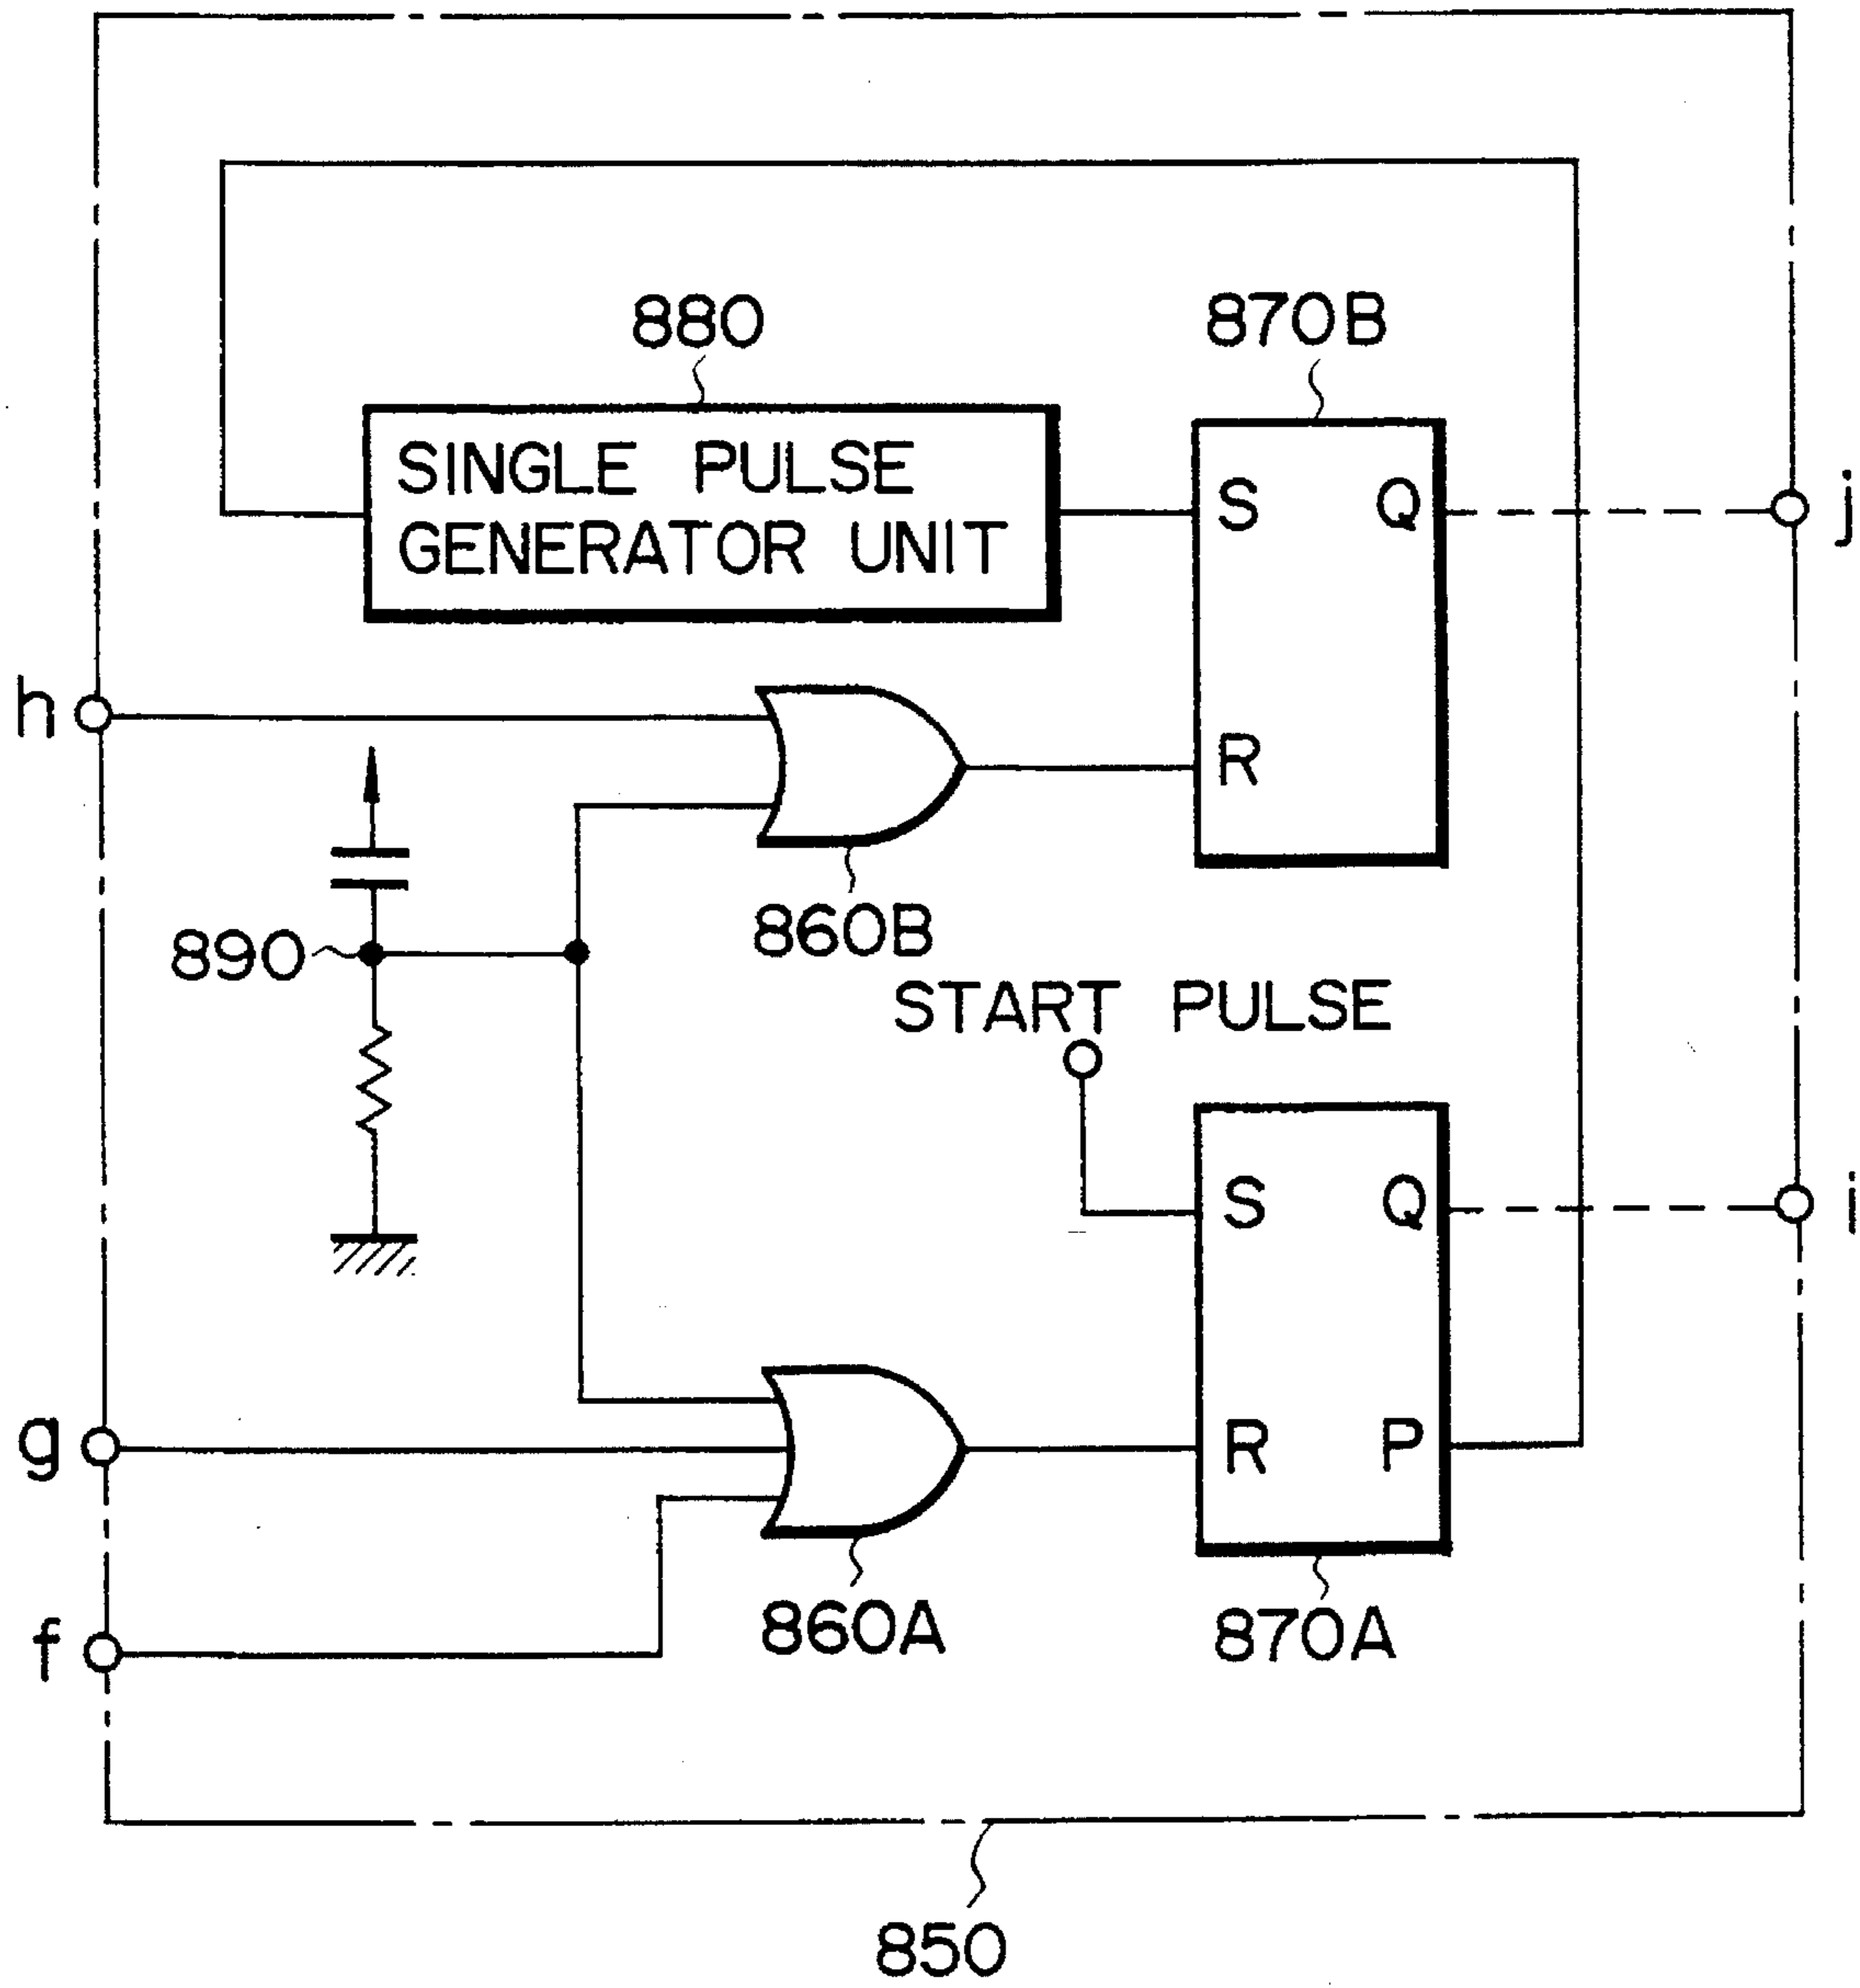 880
870B
SINGLE PULSE
GENERATOR UNIT
S
Q
j
h
R
860B
890
START PULSE
S
Q
i
g
R
P
f
860A
870A
850